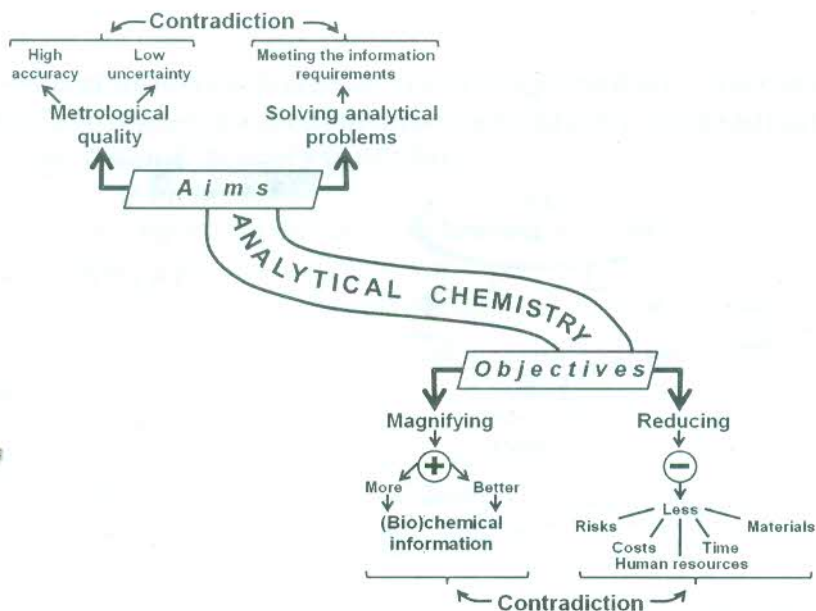 Contradiction
High accuracy
Low uncertainty
Meeting the information requirements
Metrological quality
Solving analytical problems
Aims
ANALYTICAL CHEMISTRY
Objectives
Magnifying
Reducing
+
−
More
Better
Less
(Bio)chemical information
Risks
Materials
Costs
Time
Human resources
Contradiction